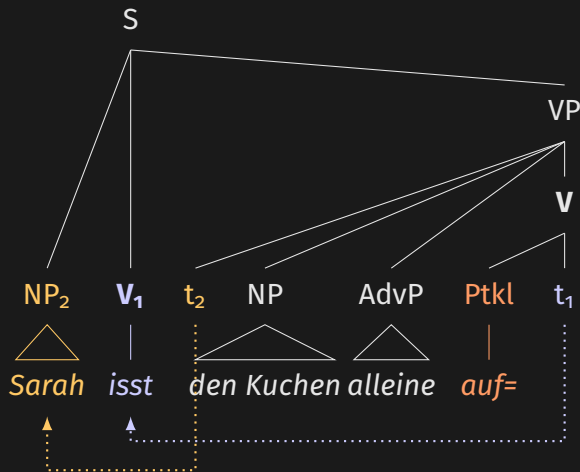 S
VP
V
NP₂ V₁ t₂ NP AdvP Ptkl t₁
Sarah isst den Kuchen alleine auf=